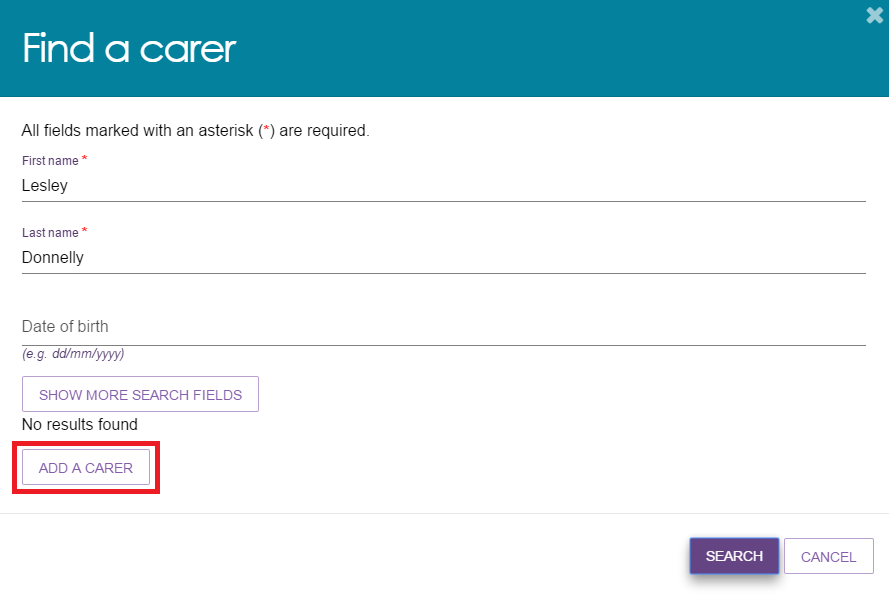 Find a carer
All fields marked with an asterisk (*) are required.
First name *
Lesley
Last name *
Donnelly
Date of birth
(e.g. dd/mm/yyyy)
SHOW MORE SEARCH FIELDS
No results found
ADD A CARER
SEARCH CANCEL